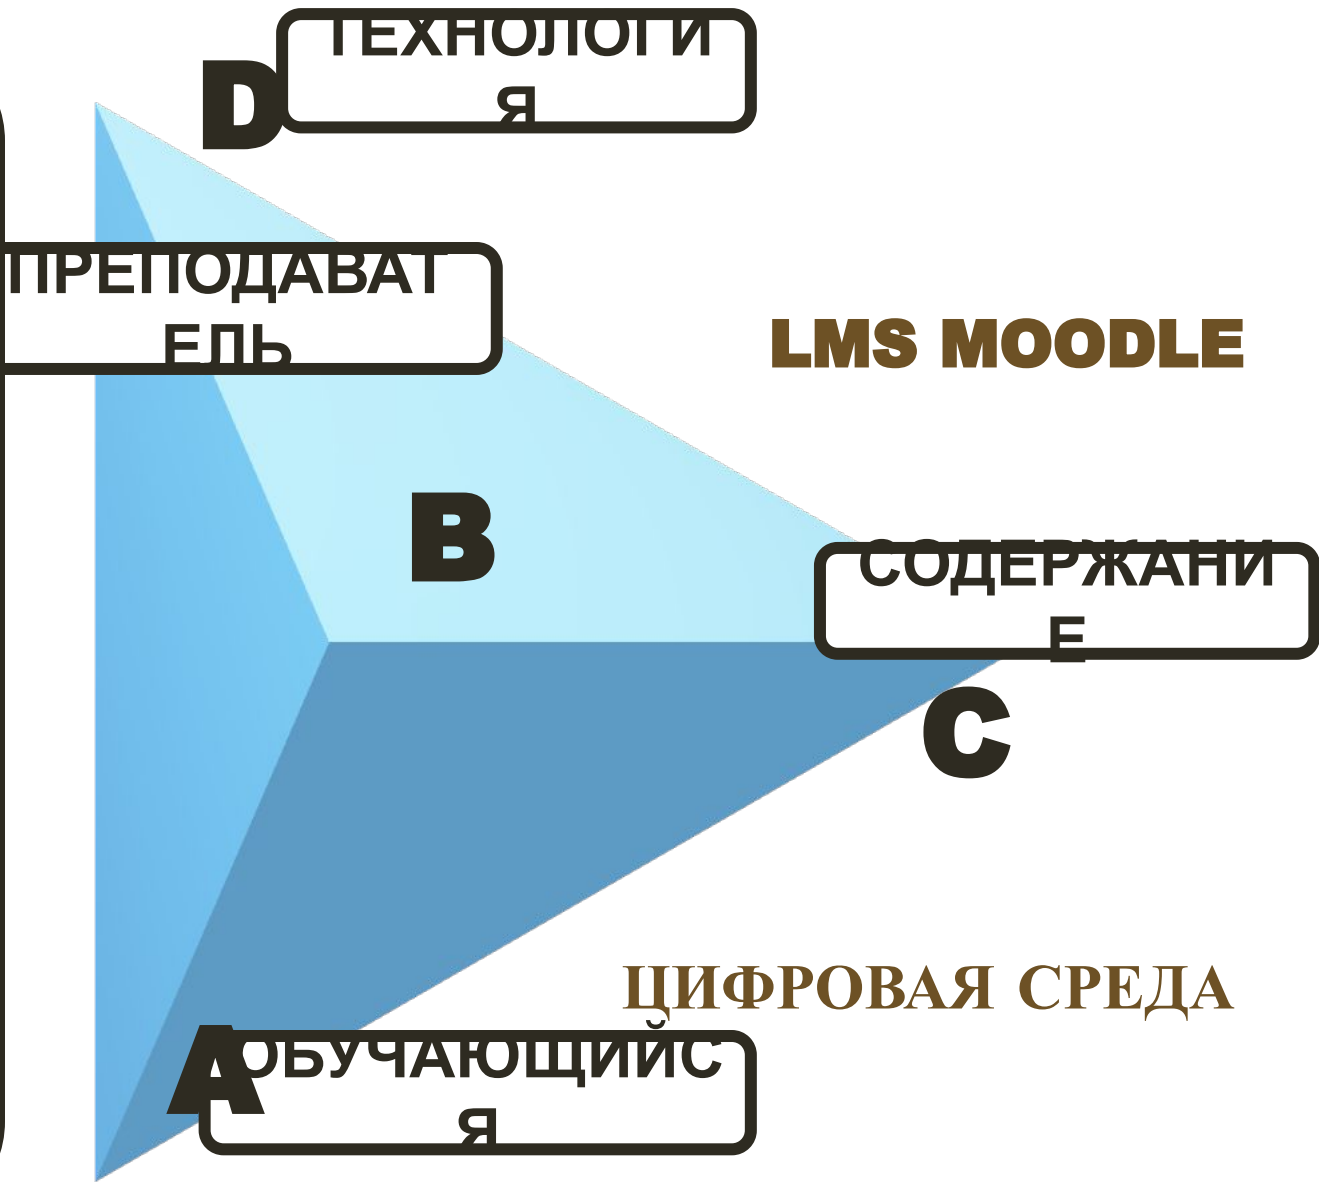 ТЕХНОЛОГИ
Я
D
ПРЕПОДАВАТ
ЕЛЬ
LMS MOODLE
B
СОДЕРЖАНИ
Е
C
ЦИФРОВАЯ СРЕДА
A
ОБУЧАЮЩИЙС
Я